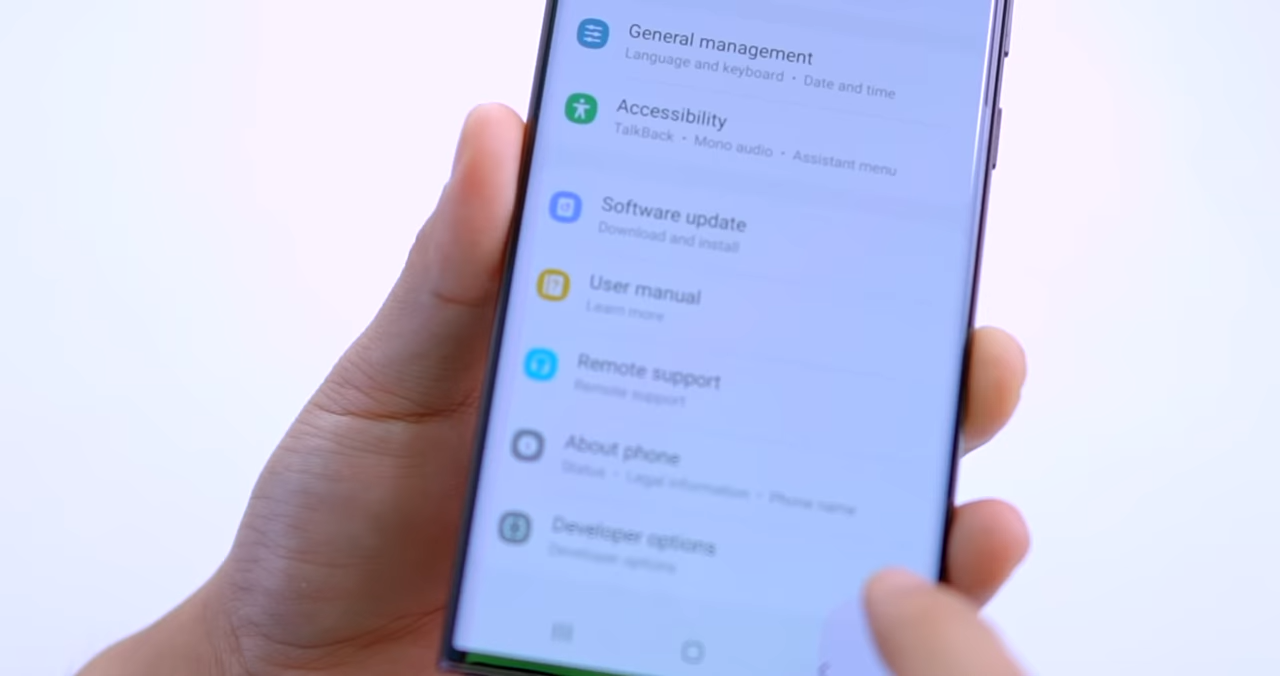 General management
Language and keyboard • Date and time
Accessibility
TalkBack • Mono audio • Assistant menu
Software update
Download and install
User manual
Learn more
Remote support
Remote support
About phone
Status • Legal information • Phone name
Developer options
Developer options